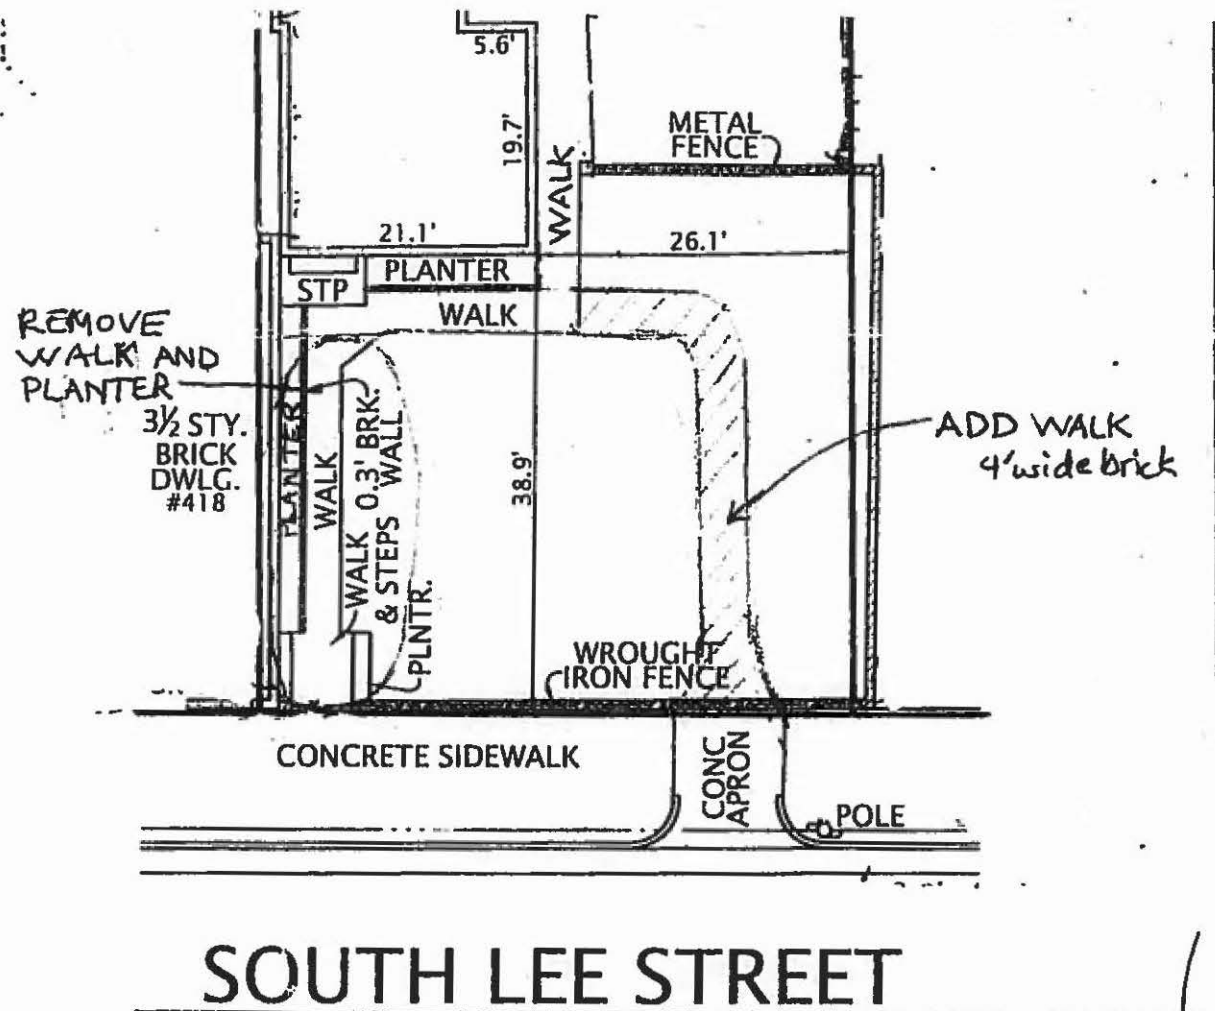 5.6'
19.7'
METAL
FENCE
WALK
21.1'
26.1'
STP
PLANTER
WALK
REMOVE
WALK AND
PLANTER
3½ STY.
BRICK
DWLG.
#418
PLANTER
WALK
WALK 0.3' BRK.
& STEPS WALL
PLNTR.
38.9'
ADD WALK
4' wide brick
WROUGHT
IRON FENCE
CONCRETE SIDEWALK
CONC.
APRON
POLE
SOUTH LEE STREET